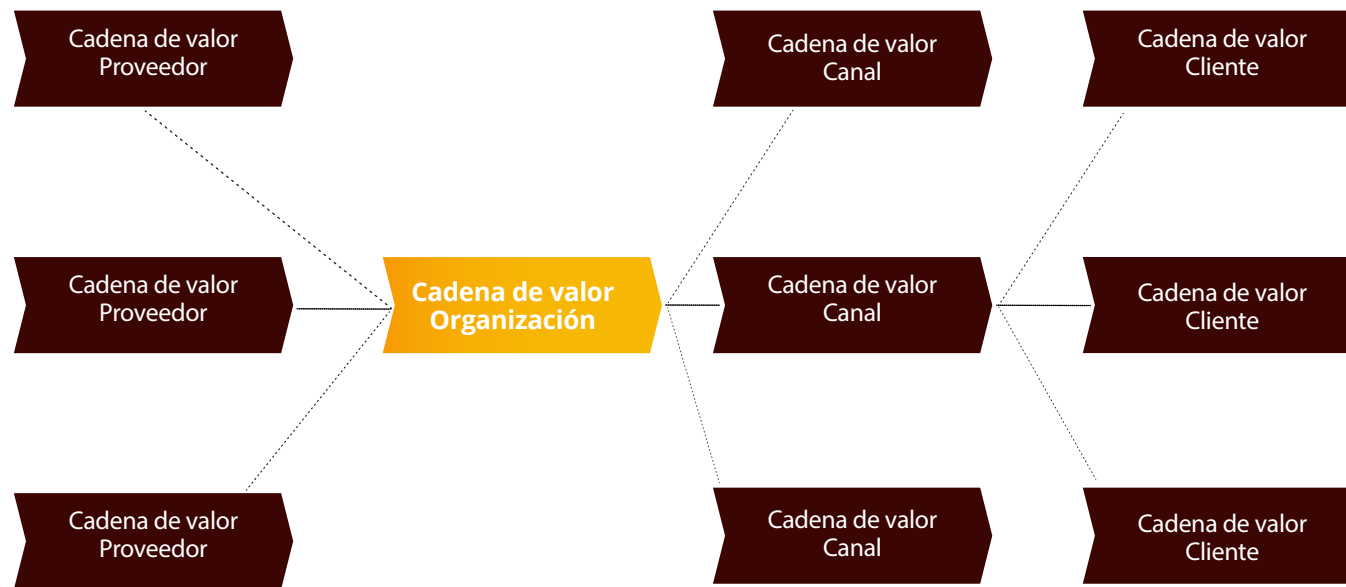 Cadena de valor
Proveedor
Cadena de valor
Canal
Cadena de valor
Cliente
Cadena de valor
Proveedor
Cadena de valor
Organización
Cadena de valor
Canal
Cadena de valor
Cliente
Cadena de valor
Proveedor
Cadena de valor
Canal
Cadena de valor
Cliente